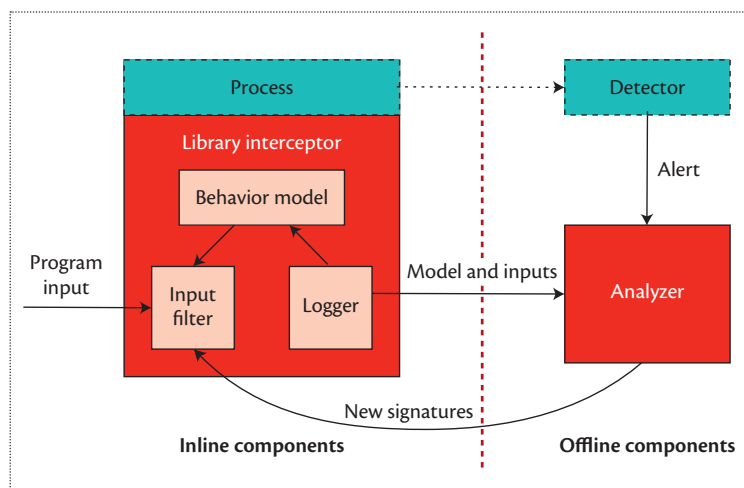 Process
Detector
Library interceptor
Alert
Behavior model
Program
input
Input
filter
Logger
Model and inputs
Analyzer
New signatures
Inline components
Offline components